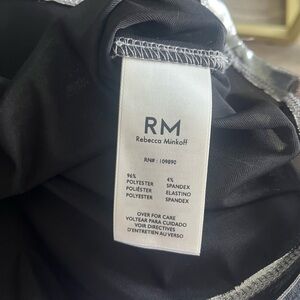 RM
Rebecca Minkoff
RN#: 109890
96% 4%
POLYESTER SPANDEX
POLIÉSTER ELASTINO
POLYESTER SPANDEX
OVER FOR CARE
VOLTEAR PARA CUIDADO
VOIR DIRECTIVES
D'ENTRETIEN AU VERSO